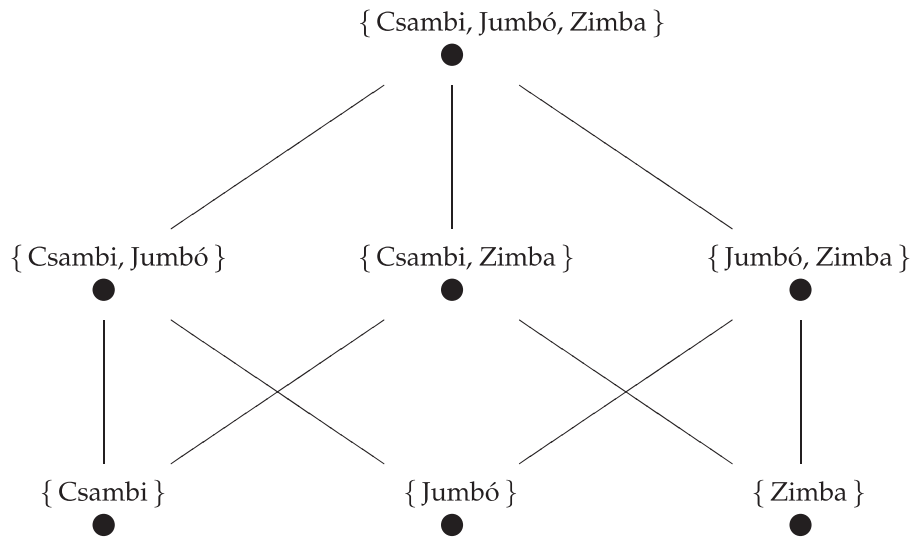 { Csambi, Jumbó, Zimba }
{ Csambi, Jumbó }
{ Csambi, Zimba }
{ Jumbó, Zimba }
{ Csambi }
{ Jumbó }
{ Zimba }